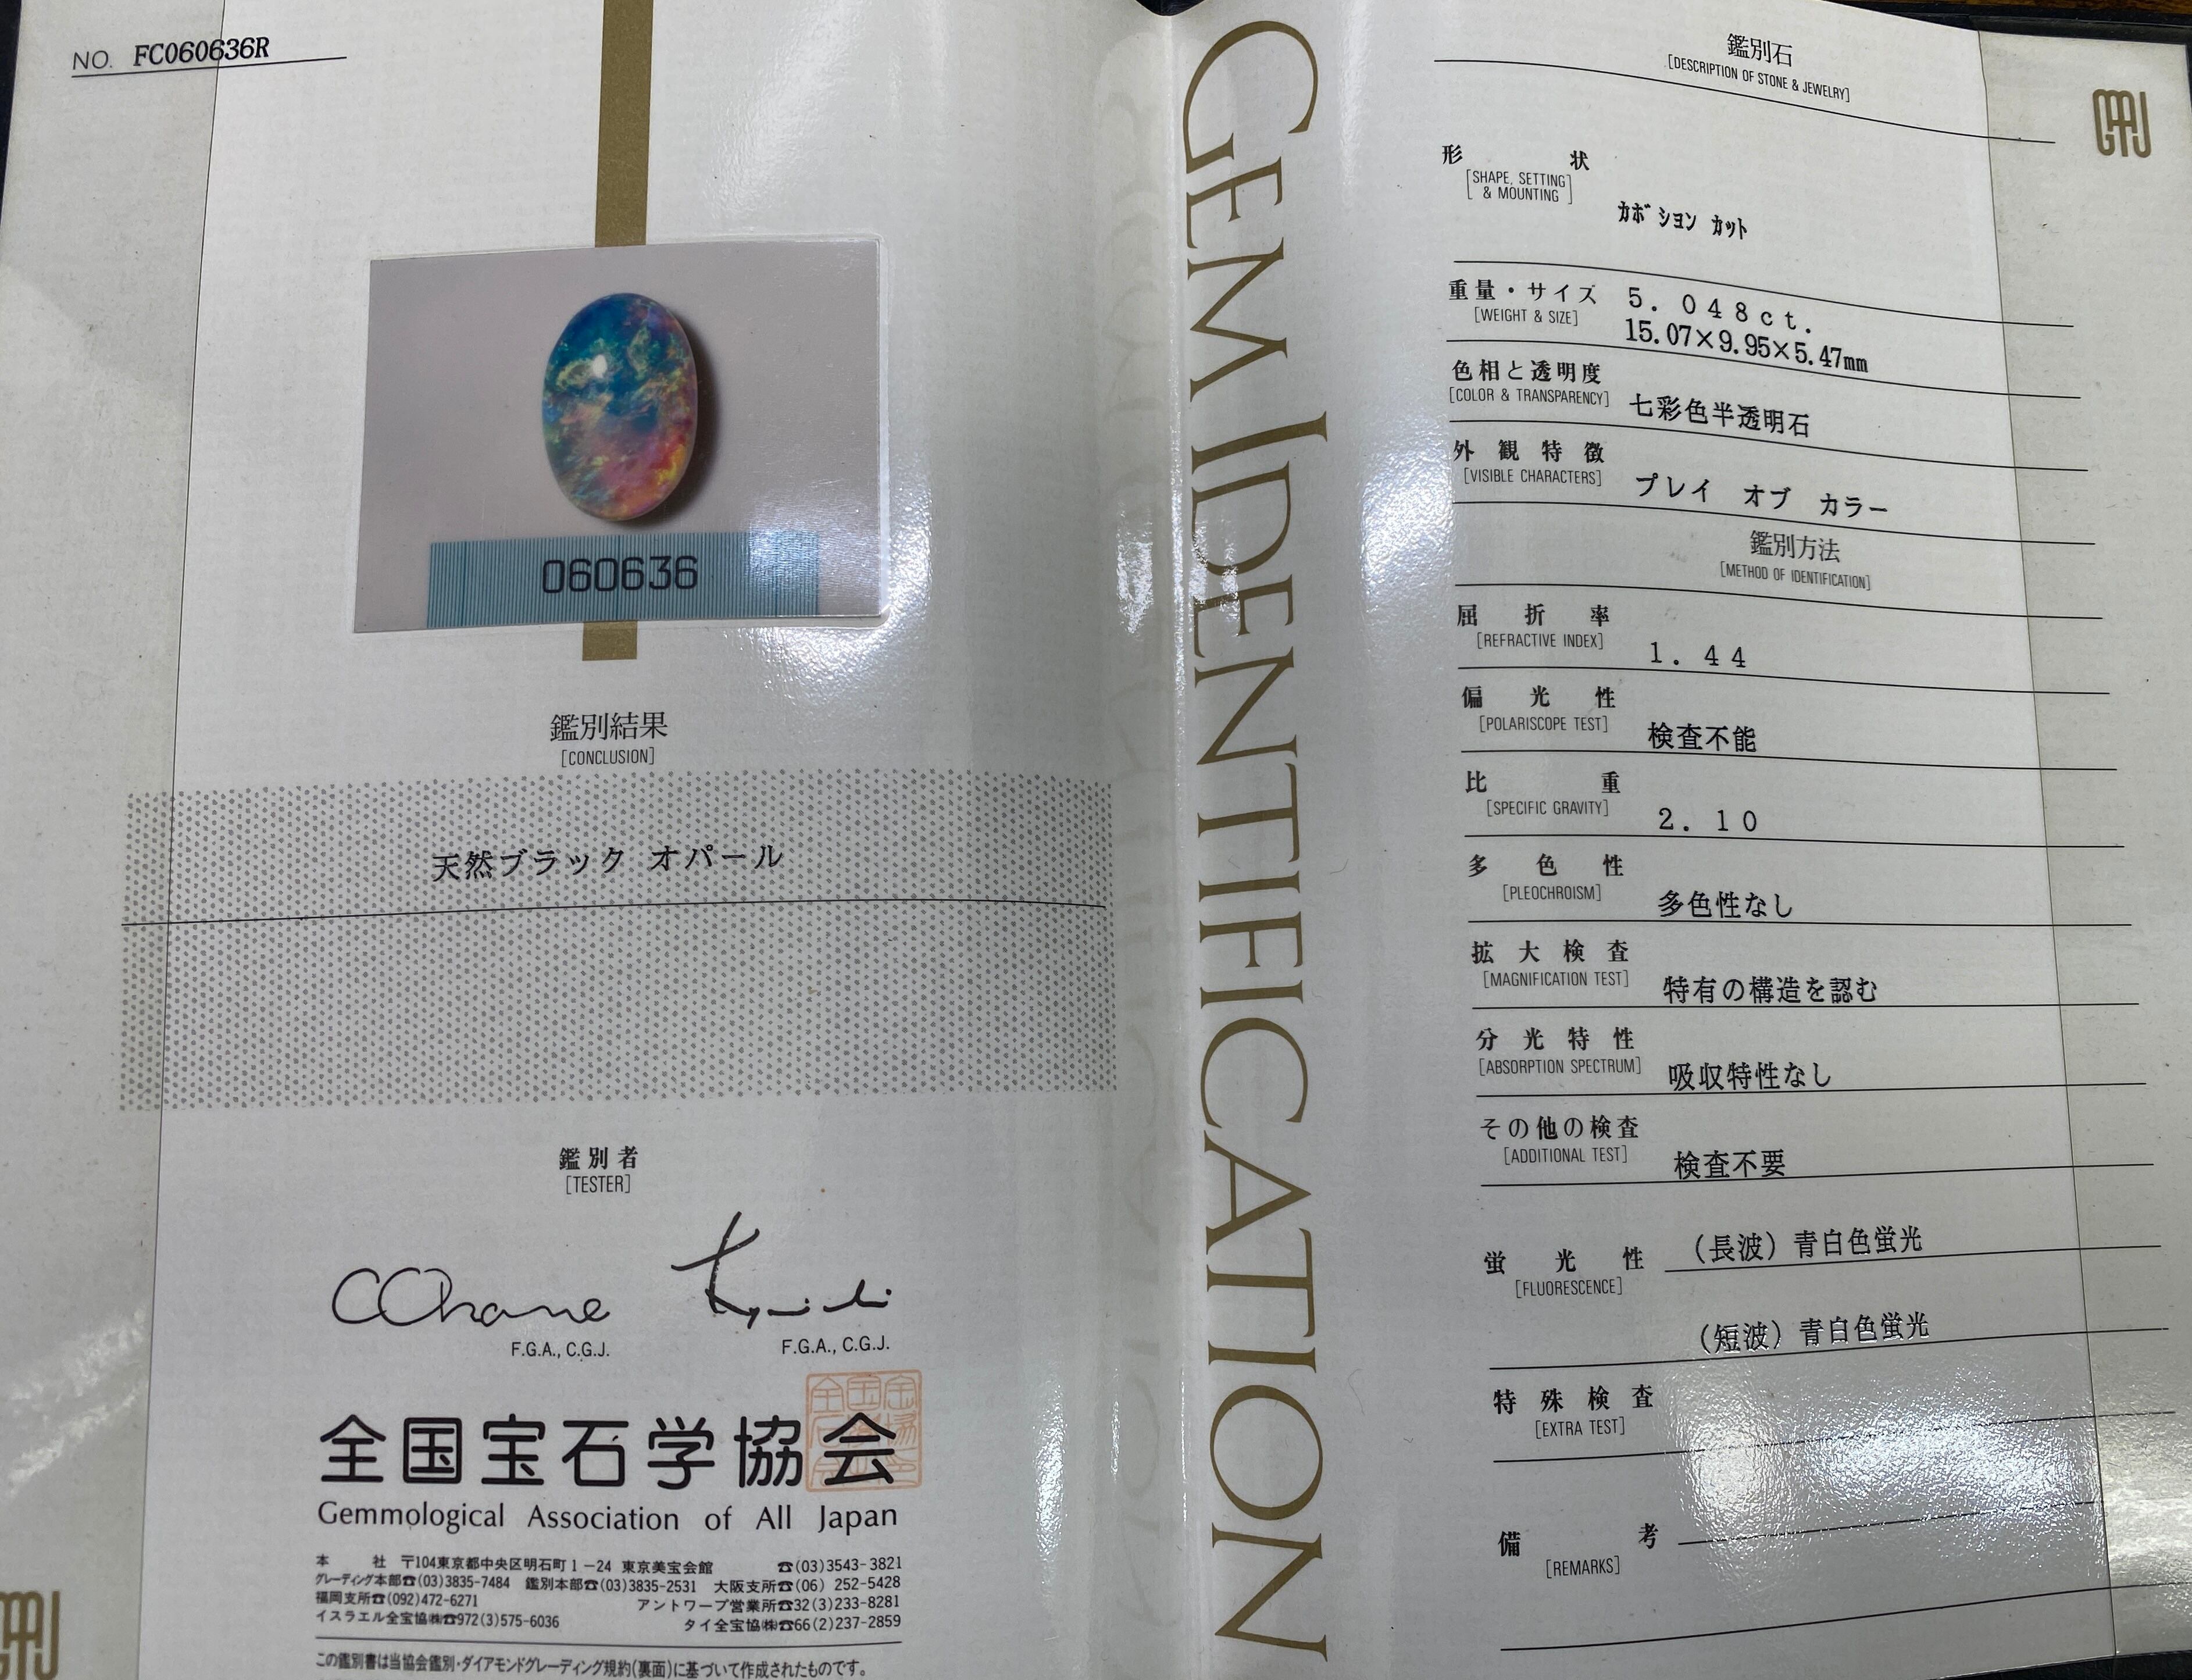 NO. FC060636R
060636
鑑別結果
[CONCLUSION]
天然ブラック オパール
鑑別者
[TESTER]
F.G.A., C.G.J.
F.G.A., C.G.J.
全国宝石学協会
Gemmological Association of All Japan
本 社 〒104東京都中央区明石町1-24 東京美宝会館 ☎(03)3543-3821
グレーディング本部☎(03)3835-7484 鑑別本部☎(03)3835-2531 大阪支所☎(06) 252-5428
福岡支所☎(092)472-6271 アントワープ営業所☎32(3)233-8281
イスラエル全宝協㈱☎972(3)575-6036 タイ全宝協㈱☎66(2)237-2859
この鑑別書は当協会鑑別・ダイアモンドグレーディング規約(裏面)に基づいて作成されたものです。
GEM IDENTIFICATION
鑑別石
[DESCRIPTION OF STONE & JEWELRY]
GAAJ
形 状
[SHAPE, SETTING & MOUNTING]
カボション カット
重量・サイズ
[WEIGHT & SIZE]
5.048ct.
15.07×9.95×5.47mm
色相と透明度
[COLOR & TRANSPARENCY]
七彩色半透明石
外観特徴
[VISIBLE CHARACTERS]
プレイ オブ カラー
鑑別方法
[METHOD OF IDENTIFICATION]
屈折率
[REFRACTIVE INDEX]
1.44
偏光性
[POLARISCOPE TEST]
検査不能
比重
[SPECIFIC GRAVITY]
2.10
多色性
[PLEOCHROISM]
多色性なし
拡大検査
[MAGNIFICATION TEST]
特有の構造を認む
分光特性
[ABSORPTION SPECTRUM]
吸収特性なし
その他の検査
[ADDITIONAL TEST]
検査不要
蛍光性
[FLUORESCENCE]
(長波)青白色蛍光
(短波)青白色蛍光
特殊検査
[EXTRA TEST]
備考
[REMARKS]